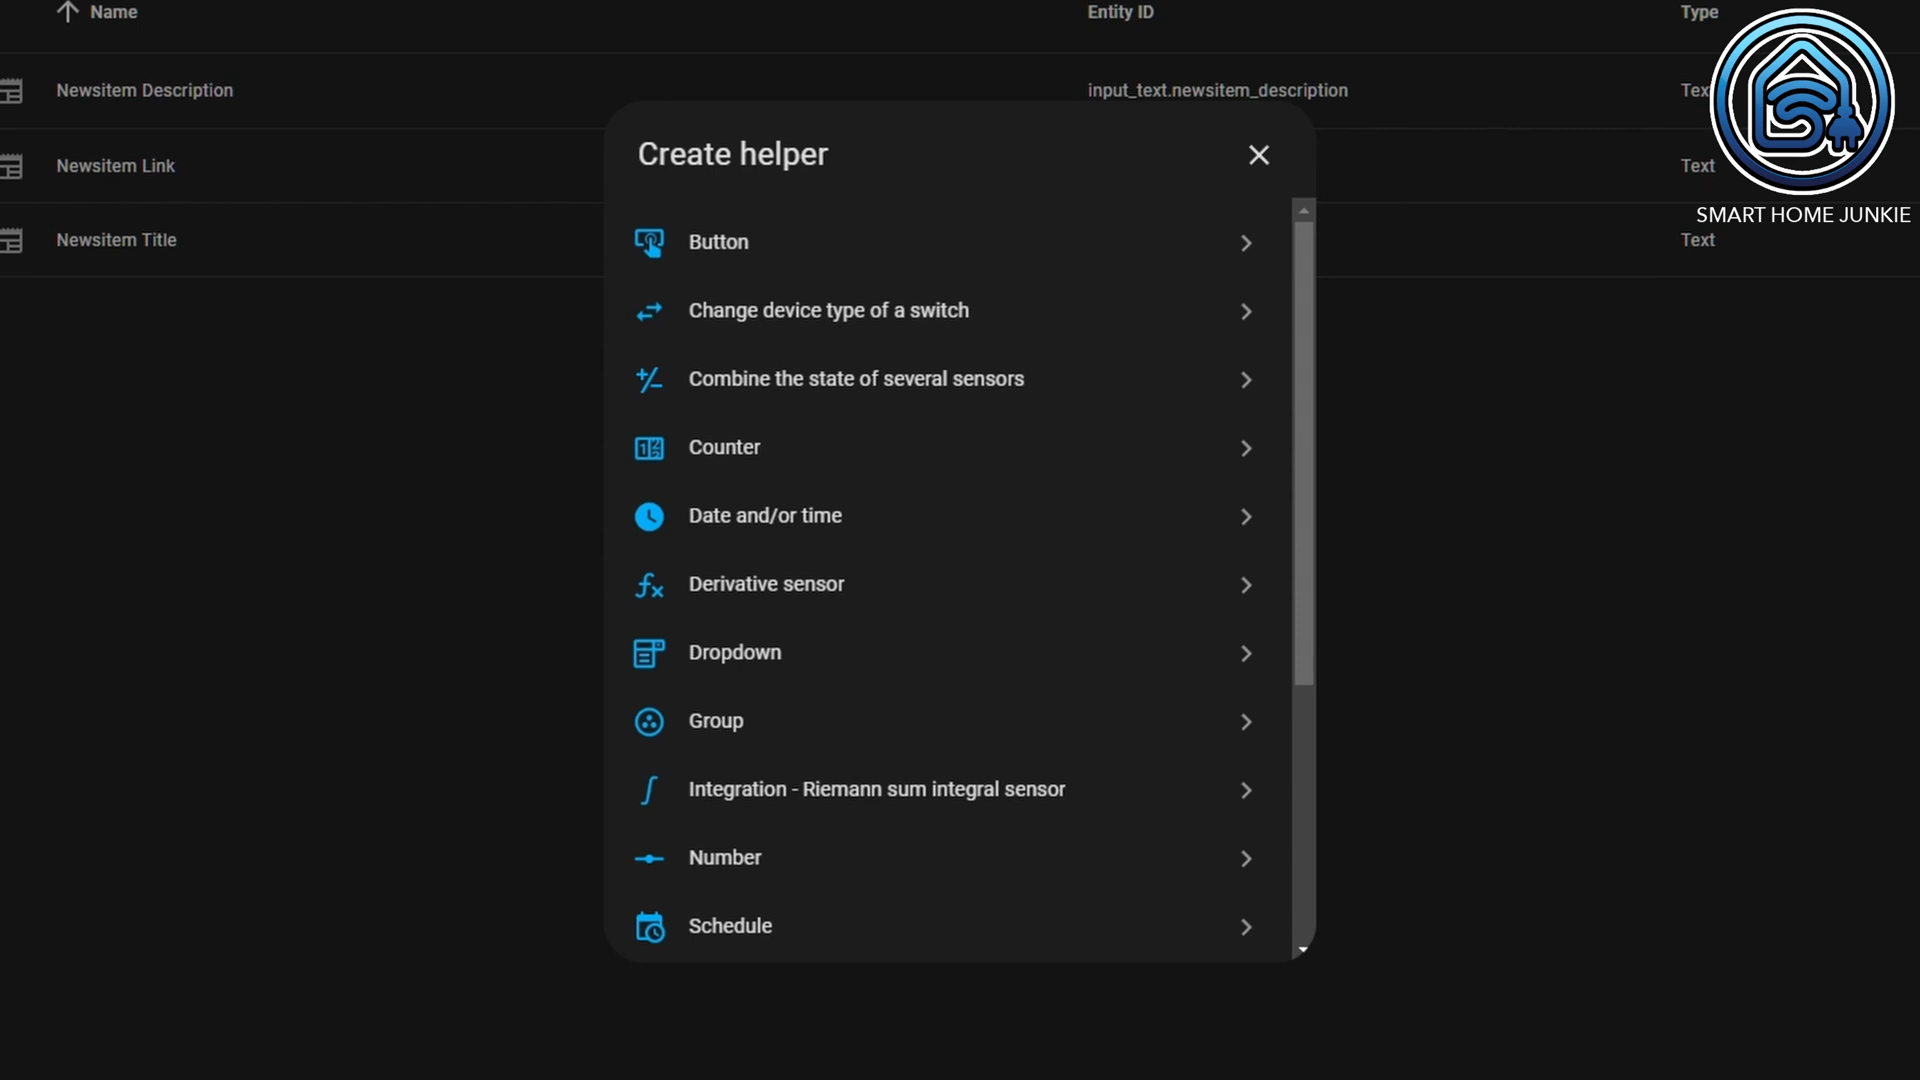 Name Entity ID Type
Newsitem Description input_text.newsitem_description
Newsitem Link Text
Newsitem Title Text
SMART HOME JUNKIE
Create helper
Button
Change device type of a switch
Combine the state of several sensors
Counter
Date and/or time
Derivative sensor
Dropdown
Group
Integration - Riemann sum integral sensor
Number
Schedule